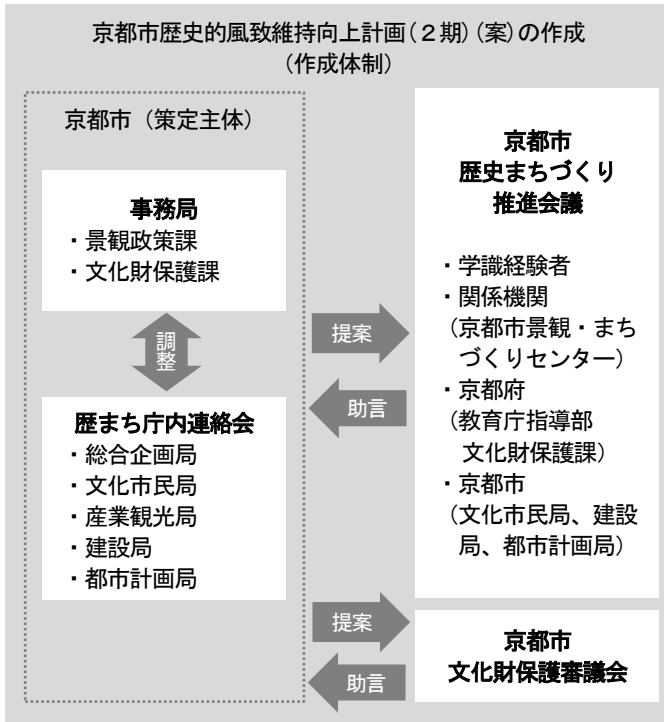 京都市歴史的風致維持向上計画（２期）（案）の作成
（作成体制）
京都市（策定主体）
事務局
・景観政策課
・文化財保護課
調整
歴まち庁内連絡会
・総合企画局
・文化市民局
・産業観光局
・建設局
・都市計画局
提案
助言
京都市
歴史まちづくり
推進会議
・学識経験者
・関係機関
（京都市景観・まち
づくりセンター）
・京都府
（教育庁指導部
文化財保護課）
・京都市
（文化市民局、建設
局、都市計画局）
提案
助言
京都市
文化財保護審議会